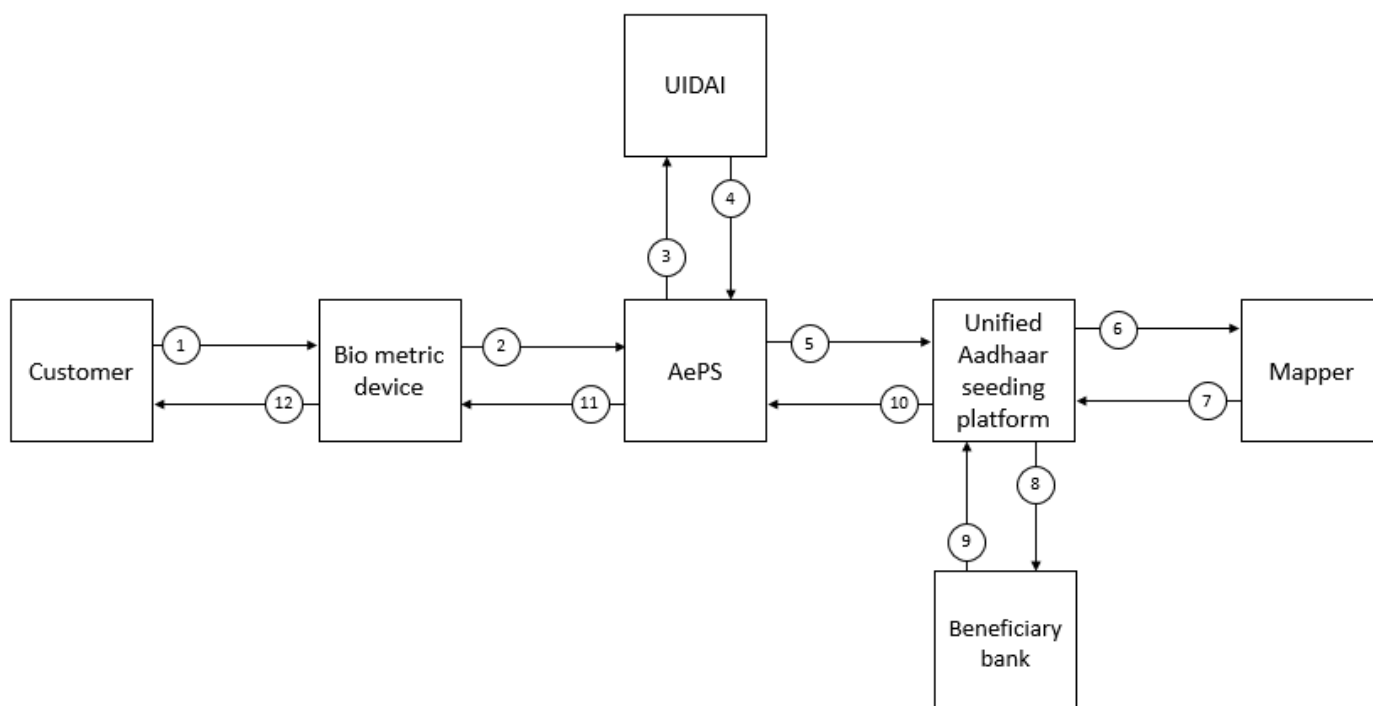 UIDAI
4
3
Customer
1
12
Bio metric
device
2
11
AePS
5
10
Unified
Aadhaar
seeding
platform
6
7
Mapper
8
9
Beneficiary
bank